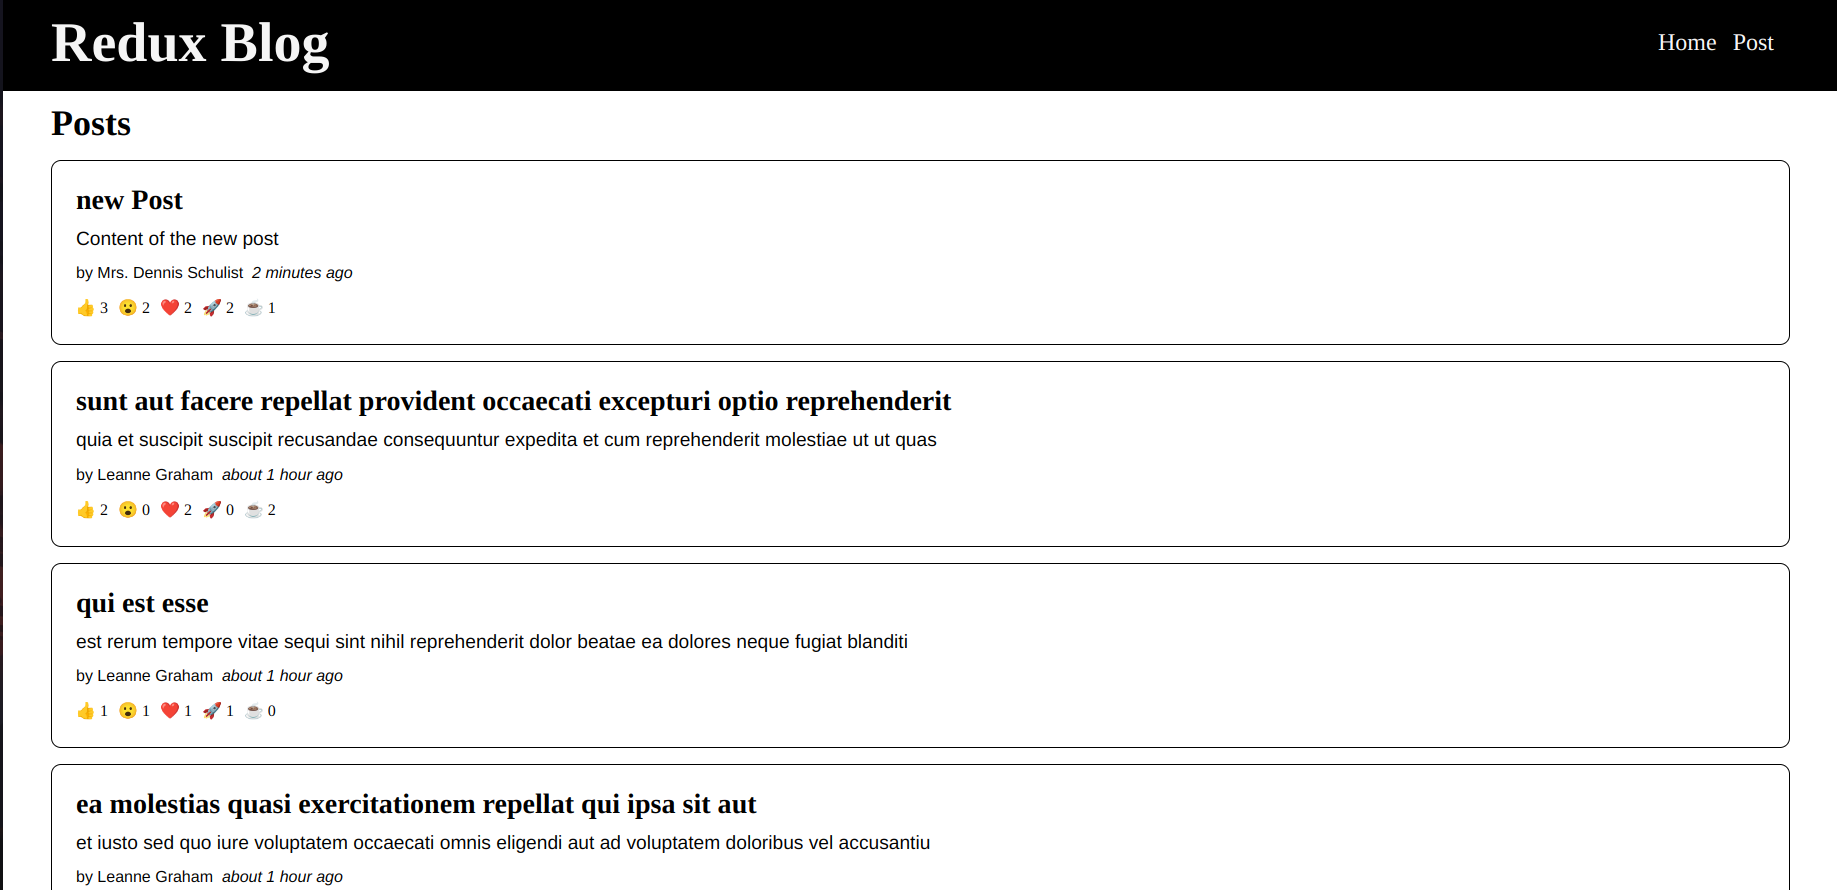 Redux Blog
Home Post
Posts
new Post
Content of the new post
by Mrs. Dennis Schulist 2 minutes ago
👍 3 😮 2 ❤️ 2 🚀 2 ☕ 1
sunt aut facere repellat provident occaecati excepturi optio reprehenderit
quia et suscipit suscipit recusandae consequuntur expedita et cum reprehenderit molestiae ut ut quas
by Leanne Graham about 1 hour ago
👍 2 😮 0 ❤️ 2 🚀 0 ☕ 2
qui est esse
est rerum tempore vitae sequi sint nihil reprehenderit dolor beatae ea dolores neque fugiat blanditi
by Leanne Graham about 1 hour ago
👍 1 😮 1 ❤️ 1 🚀 1 ☕ 0
ea molestias quasi exercitationem repellat qui ipsa sit aut
et iusto sed quo iure voluptatem occaecati omnis eligendi aut ad voluptatem doloribus vel accusantiu
by Leanne Graham about 1 hour ago